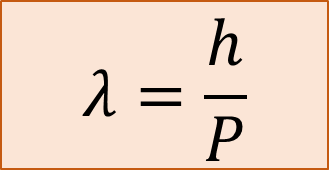 λ = h/P